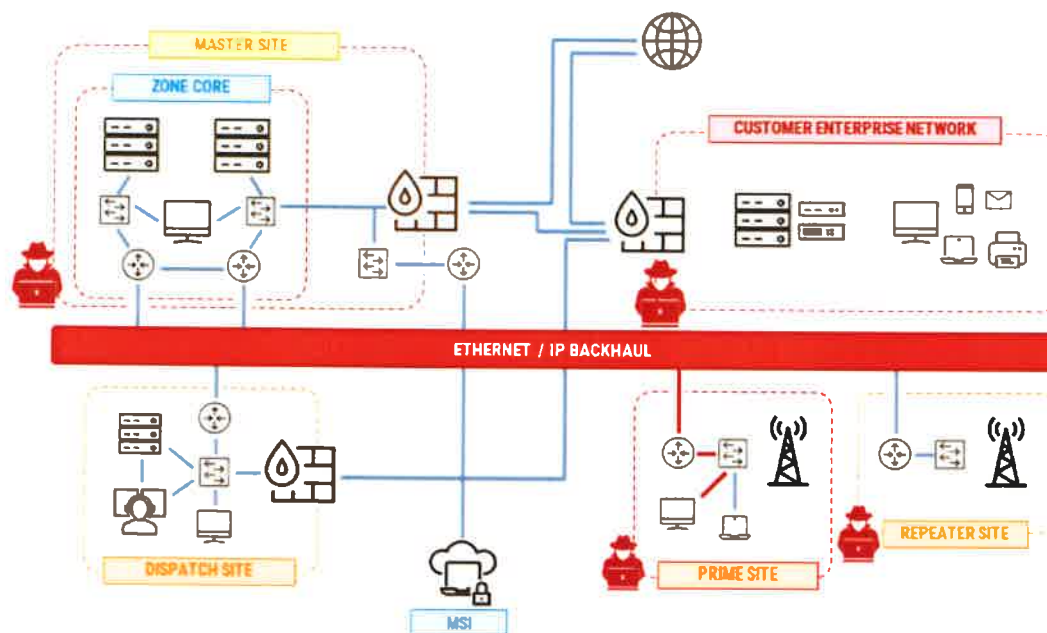 MASTER SITE
ZONE CORE
CUSTOMER ENTERPRISE NETWORK
ETHERNET / IP BACKHAUL
DISPATCH SITE
PRIME SITE
REPEATER SITE
MSI